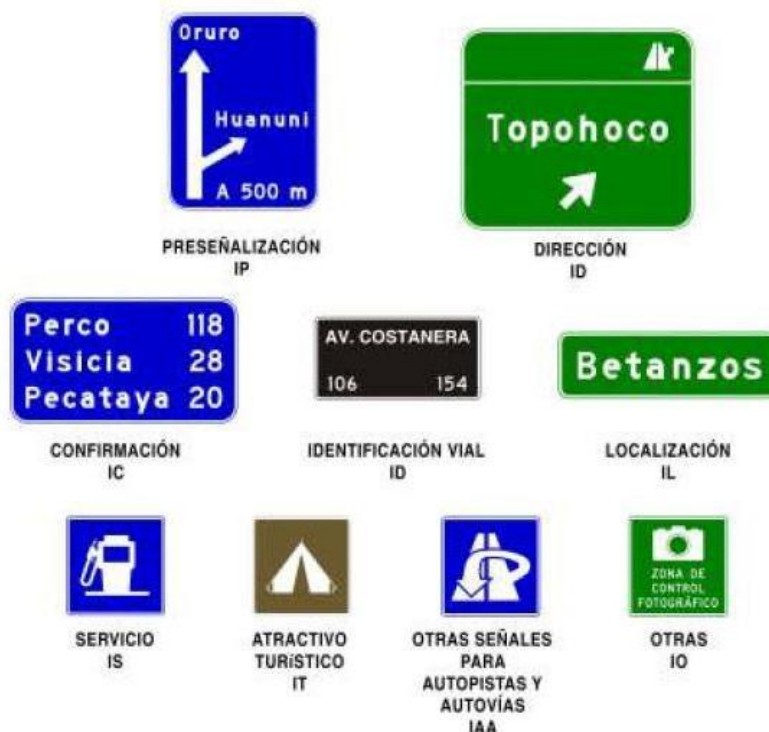 Oruro
Huanuni
A 500 m
PRESEÑALIZACIÓN
IP
Topohoco
DIRECCIÓN
ID
Perco 118
Visicia 28
Pecataya 20
CONFIRMACIÓN
IC
AV. COSTANERA
106 154
IDENTIFICACIÓN VIAL
ID
Betanzos
LOCALIZACIÓN
IL
SERVICIO
IS
ATRACTIVO
TURíSTICO
IT
OTRAS SEÑALES
PARA
AUTOPISTAS Y
AUTOVÍAS
IAA
ZONA DE
CONTROL
FOTOGRÁFICO
OTRAS
IO